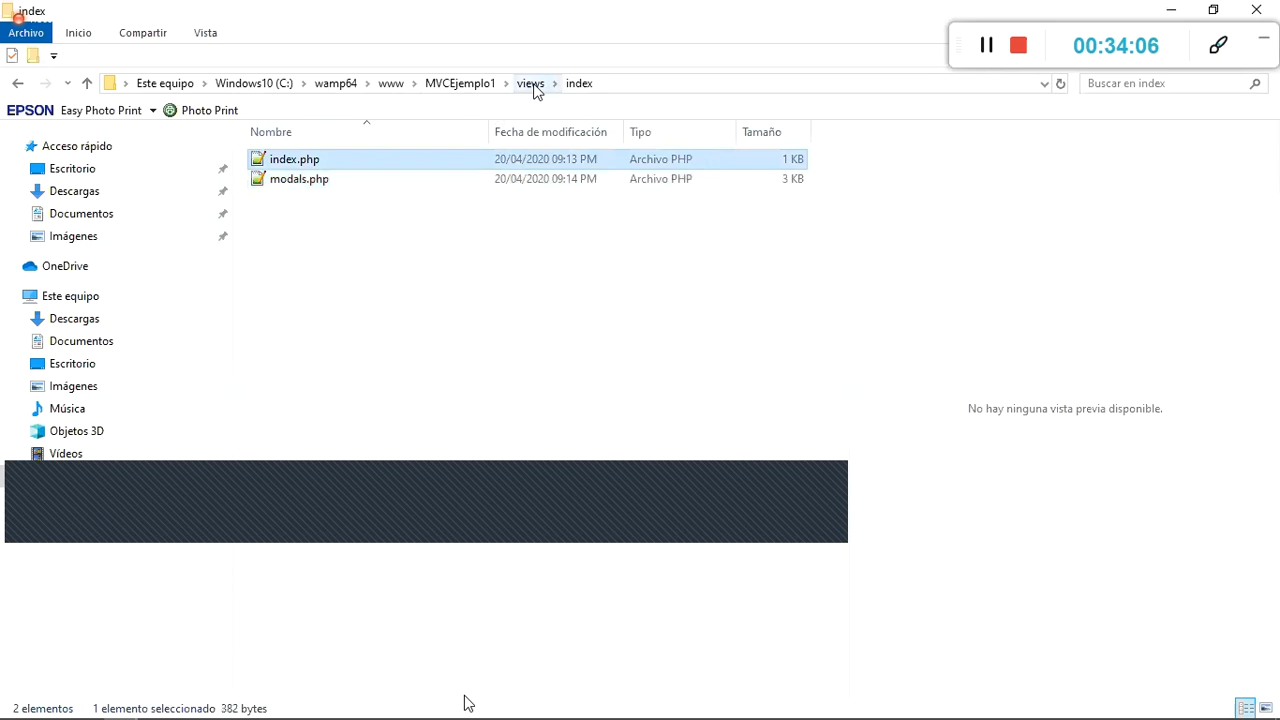 index
Archivo Inicio Compartir Vista
00:34:06
Este equipo Windows10 (C:) wamp64 www MVCEjemplo1 views index
Buscar en index
EPSON Easy Photo Print Photo Print
Nombre Fecha de modificación Tipo Tamaño
index.php 20/04/2020 09:13 PM Archivo PHP 1 KB
modals.php 20/04/2020 09:14 PM Archivo PHP 3 KB
Acceso rápido
Escritorio
Descargas
Documentos
Imágenes
OneDrive
Este equipo
Descargas
Documentos
Escritorio
Imágenes
Música
Objetos 3D
Vídeos
No hay ninguna vista previa disponible.
2 elementos 1 elemento seleccionado 382 bytes